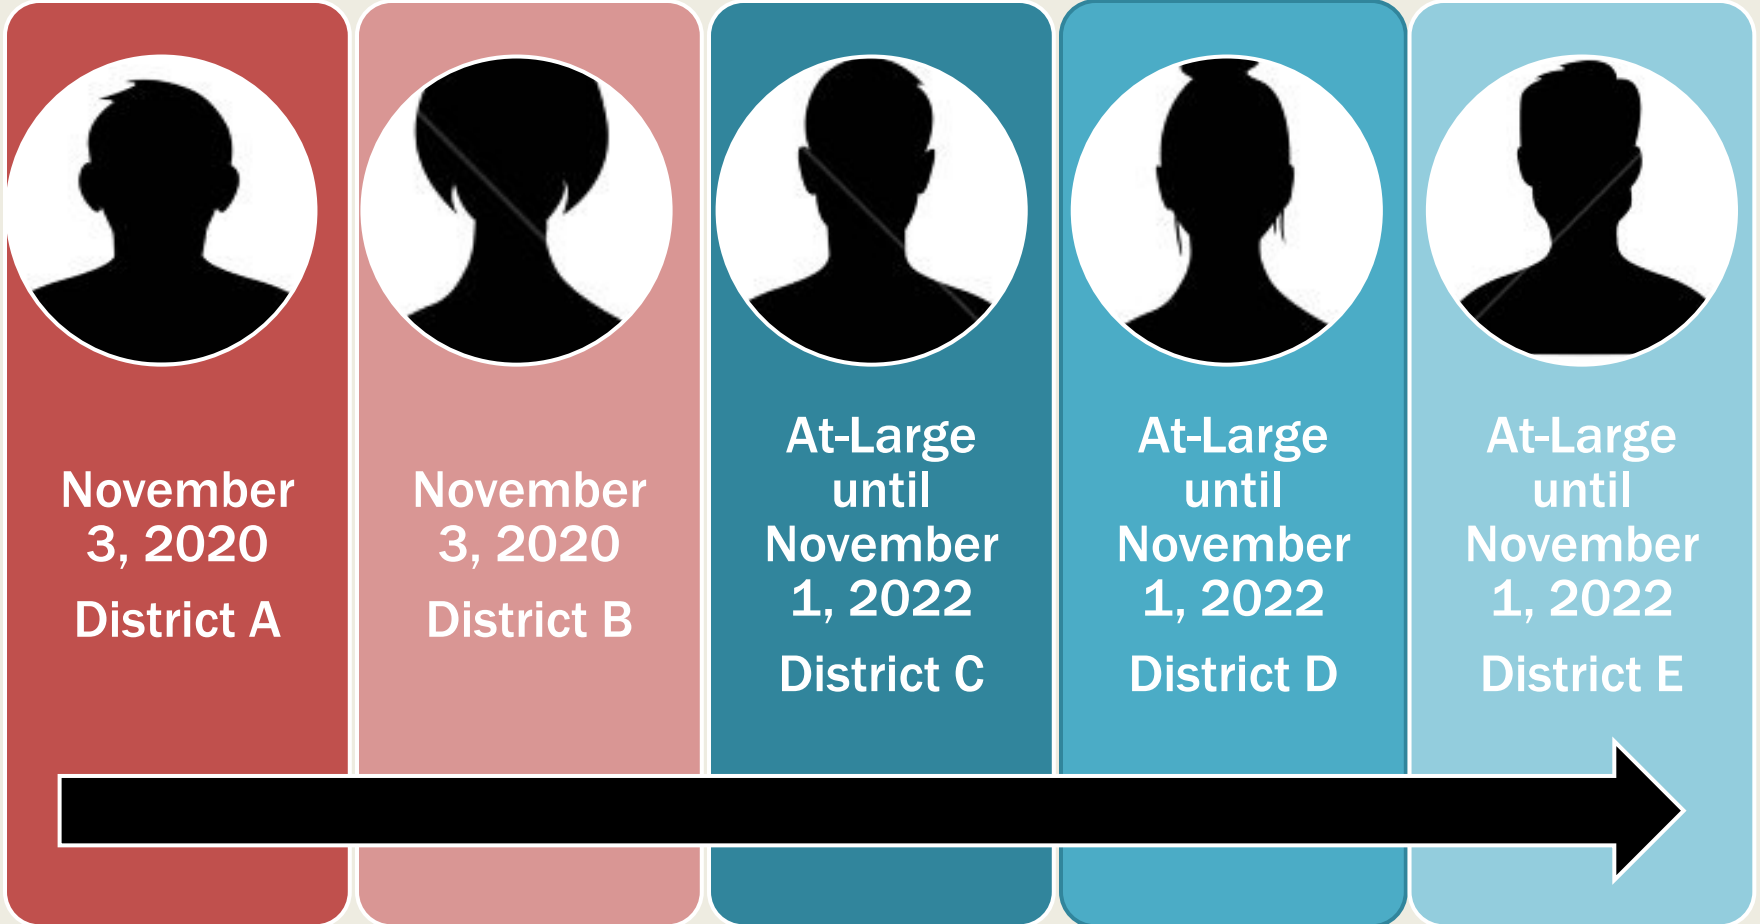 November
3, 2020
District A
November
3, 2020
District B
At-Large
until
November
1, 2022
District C
At-Large
until
November
1, 2022
District D
At-Large
until
November
1, 2022
District E